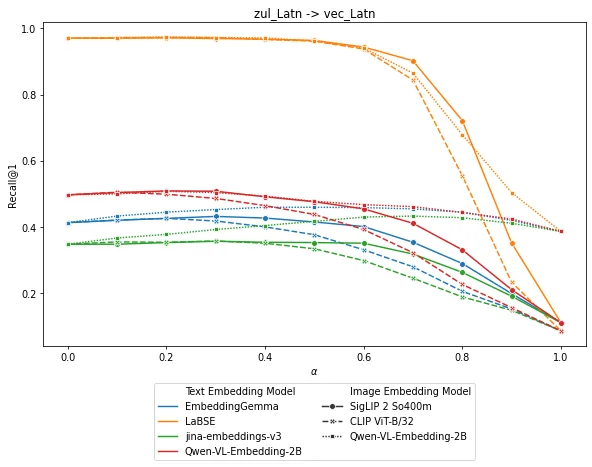 zul_Latn -> vec_Latn
1.0
0.8
0.6
0.4
0.2
Recall@1
0.0 0.2 0.4 0.6 0.8 1.0
α
Text Embedding Model Image Embedding Model
EmbeddingGemma SigLIP 2 So400m
LaBSE CLIP ViT-B/32
jina-embeddings-v3 Qwen-VL-Embedding-2B
Qwen-VL-Embedding-2B